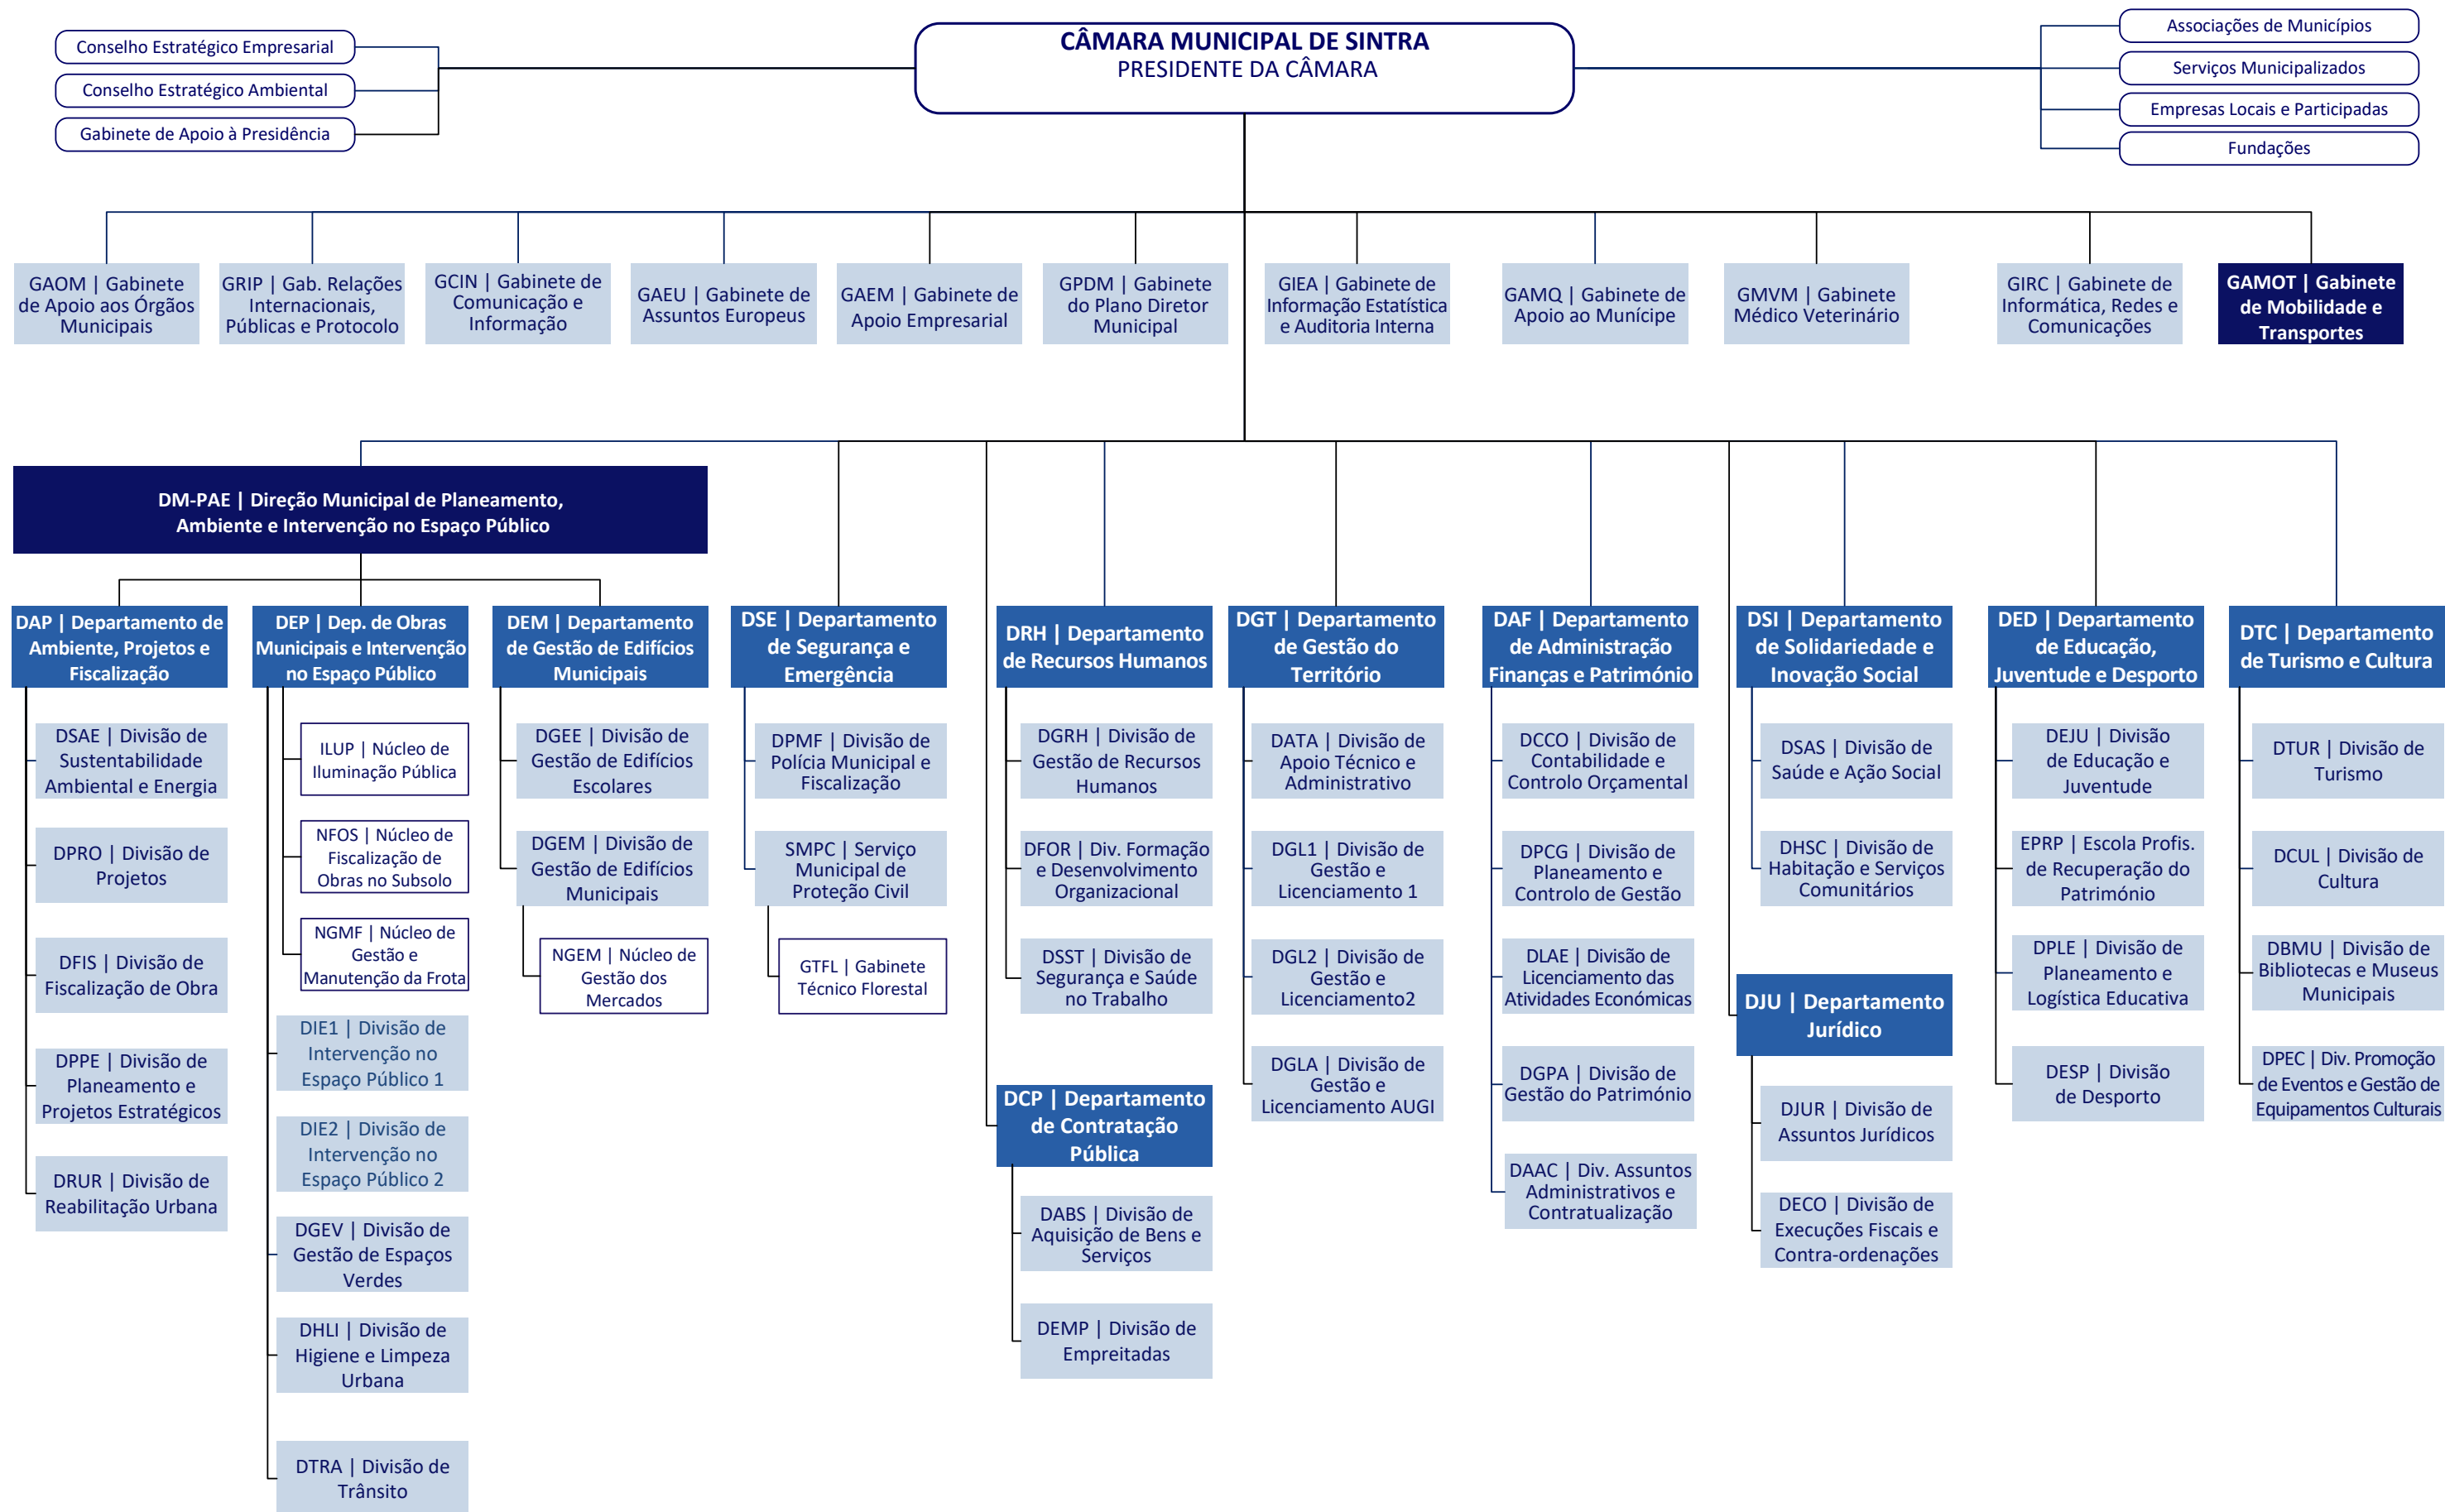 CÂMARA MUNICIPAL DE SINTRA
PRESIDENTE DA CÂMARA
Conselho Estratégico Empresarial
Conselho Estratégico Ambiental
Gabinete de Apoio à Presidência
Associações de Municípios
Serviços Municipalizados
Empresas Locais e Participadas
Fundações
GAOM | Gabinete
de Apoio aos Órgãos
Municipais
GRIP | Gab. Relações
Internacionais,
Públicas e Protocolo
GCIN | Gabinete de
Comunicação e
Informação
GAEU | Gabinete de
Assuntos Europeus
GAEM | Gabinete de
Apoio Empresarial
GPDM | Gabinete
do Plano Diretor
Municipal
GIEA | Gabinete de
Informação Estatística
e Auditoria Interna
GAMQ | Gabinete de
Apoio ao Munícipe
GMVM | Gabinete
Médico Veterinário
GIRC | Gabinete de
Informática, Redes e
Comunicações
GAMOT | Gabinete
de Mobilidade e
Transportes
DM-PAE | Direção Municipal de Planeamento,
Ambiente e Intervenção no Espaço Público
DAP | Departamento de
Ambiente, Projetos e
Fiscalização
DSAE | Divisão de
Sustentabilidade
Ambiental e Energia
DPRO | Divisão de
Projetos
DFIS | Divisão de
Fiscalização de Obra
DPPE | Divisão de
Planeamento e
Projetos Estratégicos
DRUR | Divisão de
Reabilitação Urbana
DEP | Dep. de Obras
Municipais e Intervenção
no Espaço Público
ILUP | Núcleo de
Iluminação Pública
NFOS | Núcleo de
Fiscalização de
Obras no Subsolo
NGMF | Núcleo de
Gestão e
Manutenção da Frota
DIE1 | Divisão de
Intervenção no
Espaço Público 1
DIE2 | Divisão de
Intervenção no
Espaço Público 2
DGEV | Divisão de
Gestão de Espaços
Verdes
DHLI | Divisão de
Higiene e Limpeza
Urbana
DTRA | Divisão de
Trânsito
DEM | Departamento
de Gestão de Edifícios
Municipais
DGEE | Divisão de
Gestão de Edifícios
Escolares
DGEM | Divisão de
Gestão de Edifícios
Municipais
NGEM | Núcleo de
Gestão dos
Mercados
DSE | Departamento
de Segurança e
Emergência
DPMF | Divisão de
Polícia Municipal e
Fiscalização
SMPC | Serviço
Municipal de
Proteção Civil
GTFL | Gabinete
Técnico Florestal
DRH | Departamento
de Recursos Humanos
DGRH | Divisão de
Gestão de Recursos
Humanos
DFOR | Div. Formação
e Desenvolvimento
Organizacional
DSST | Divisão de
Segurança e Saúde
no Trabalho
DCP | Departamento
de Contratação
Pública
DABS | Divisão de
Aquisição de Bens e
Serviços
DEMP | Divisão de
Empreitadas
DGT | Departamento
de Gestão do
Território
DATA | Divisão de
Apoio Técnico e
Administrativo
DGL1 | Divisão de
Gestão e
Licenciamento 1
DGL2 | Divisão de
Gestão e
Licenciamento2
DGLA | Divisão de
Gestão e
Licenciamento AUGI
DAF | Departamento
de Administração
Finanças e Património
DCCO | Divisão de
Contabilidade e
Controlo Orçamental
DPCG | Divisão de
Planeamento e
Controlo de Gestão
DLAE | Divisão de
Licenciamento das
Atividades Económicas
DGPA | Divisão de
Gestão do Património
DAAC | Div. Assuntos
Administrativos e
Contratualização
DSI | Departamento
de Solidariedade e
Inovação Social
DSAS | Divisão de
Saúde e Ação Social
DHSC | Divisão de
Habitação e Serviços
Comunitários
DJU | Departamento
Jurídico
DJUR | Divisão de
Assuntos Jurídicos
DECO | Divisão de
Execuções Fiscais e
Contra-ordenações
DED | Departamento
de Educação,
Juventude e Desporto
DEJU | Divisão
de Educação e
Juventude
EPRP | Escola Profis.
de Recuperação do
Património
DPLE | Divisão de
Planeamento e
Logística Educativa
DESP | Divisão
de Desporto
DTC | Departamento
de Turismo e Cultura
DTUR | Divisão de
Turismo
DCUL | Divisão de
Cultura
DBMU | Divisão de
Bibliotecas e Museus
Municipais
DPEC | Div. Promoção
de Eventos e Gestão de
Equipamentos Culturais